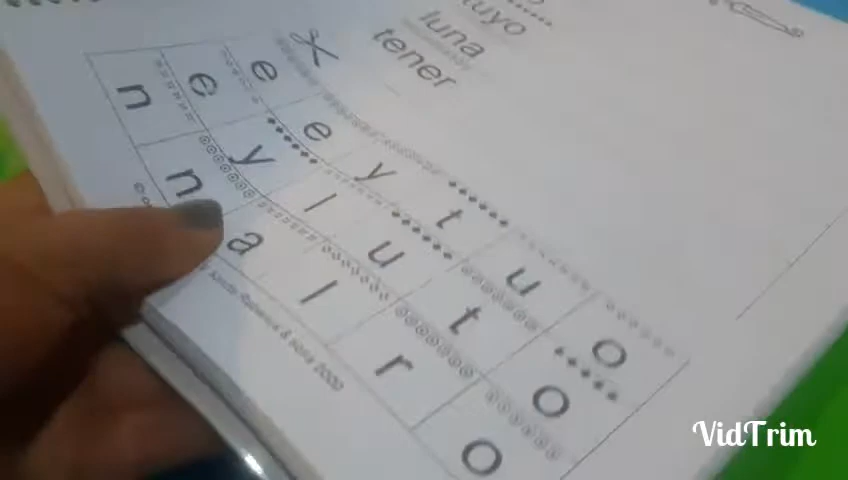 tuyo
luna
tener
e e y t u o
e y l u t o
n n a l r o
VidTrim